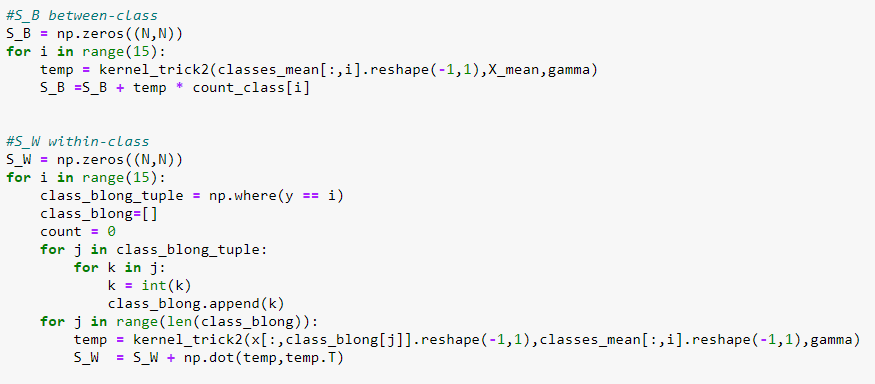 #S_B between-class
S_B = np.zeros((N,N))
for i in range(15):
    temp = kernel_trick2(classes_mean[:,i].reshape(-1,1),X_mean,gamma)
    S_B =S_B + temp * count_class[i]
#S_W within-class
S_W = np.zeros((N,N))
for i in range(15):
    class_blong_tuple = np.where(y == i)
    class_blong=[]
    count = 0
    for j in class_blong_tuple:
        for k in j:
            k = int(k)
            class_blong.append(k)
    for j in range(len(class_blong)):
        temp = kernel_trick2(x[:,class_blong[j]].reshape(-1,1),classes_mean[:,i].reshape(-1,1),gamma)
        S_W  = S_W + np.dot(temp,temp.T)